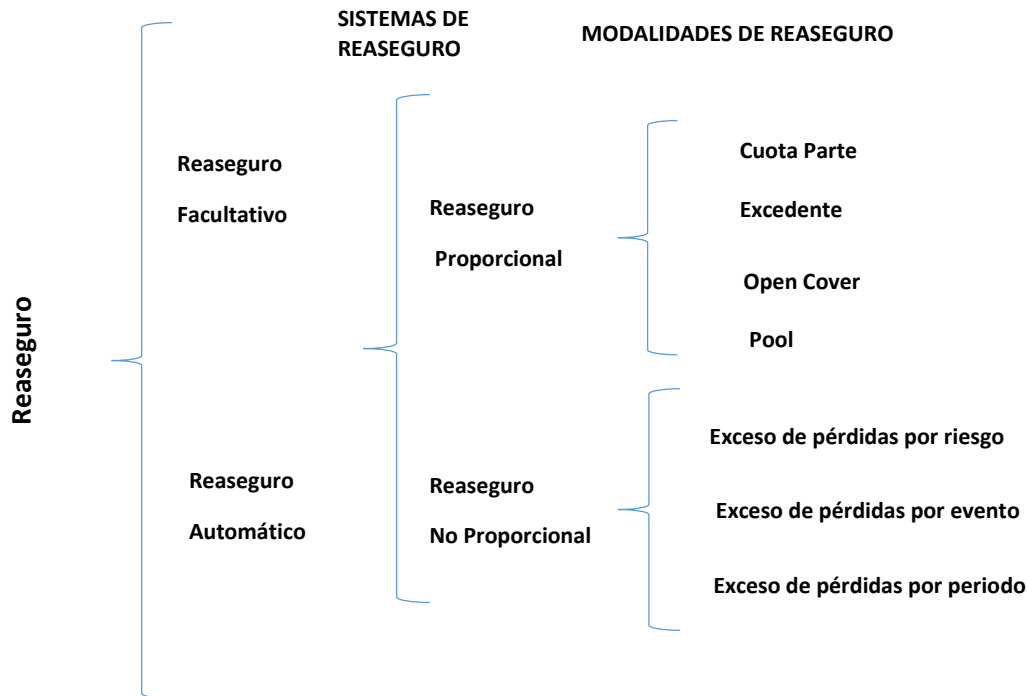 SISTEMAS DE
REASEGURO
MODALIDADES DE REASEGURO
Reaseguro
Reaseguro
Facultativo
Reaseguro
Automático
Reaseguro
Proporcional
Reaseguro
No Proporcional
Cuota Parte
Excedente
Open Cover
Pool
Exceso de pérdidas por riesgo
Exceso de pérdidas por evento
Exceso de pérdidas por periodo